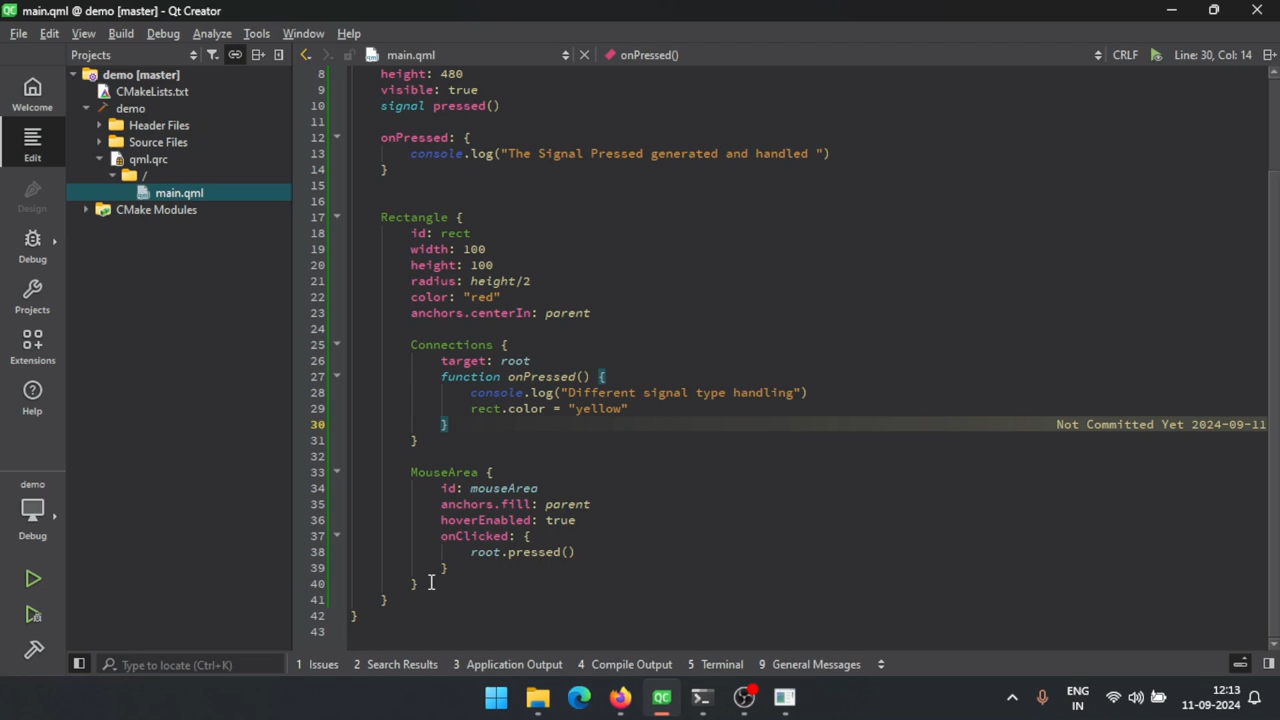 main.qml @ demo [master] - Qt Creator
File Edit View Build Debug Analyze Tools Window Help
Projects
main.qml
onPressed()
CRLF
Line: 30, Col: 14
Welcome
Edit
Design
Debug
Projects
Extensions
Help
demo
Debug
demo [master]
CMakeLists.txt
demo
Header Files
Source Files
qml.qrc
/
main.qml
CMake Modules
8 height: 480
9 visible: true
10 signal pressed()
11
12 onPressed: {
13 console.log("The Signal Pressed generated and handled ")
14 }
15
16
17 Rectangle {
18 id: rect
19 width: 100
20 height: 100
21 radius: height/2
22 color: "red"
23 anchors.centerIn: parent
24
25 Connections {
26 target: root
27 function onPressed() {
28 console.log("Different signal type handling")
29 rect.color = "yellow"
30 } Not Committed Yet 2024-09-11
31 }
32
33 MouseArea {
34 id: mouseArea
35 anchors.fill: parent
36 hoverEnabled: true
37 onClicked: {
38 root.pressed()
39 }
40 }
41 }
42 }
43
Type to locate (Ctrl+K)
1 Issues 2 Search Results 3 Application Output 4 Compile Output 5 Terminal 9 General Messages
ENG
IN
12:13
11-09-2024